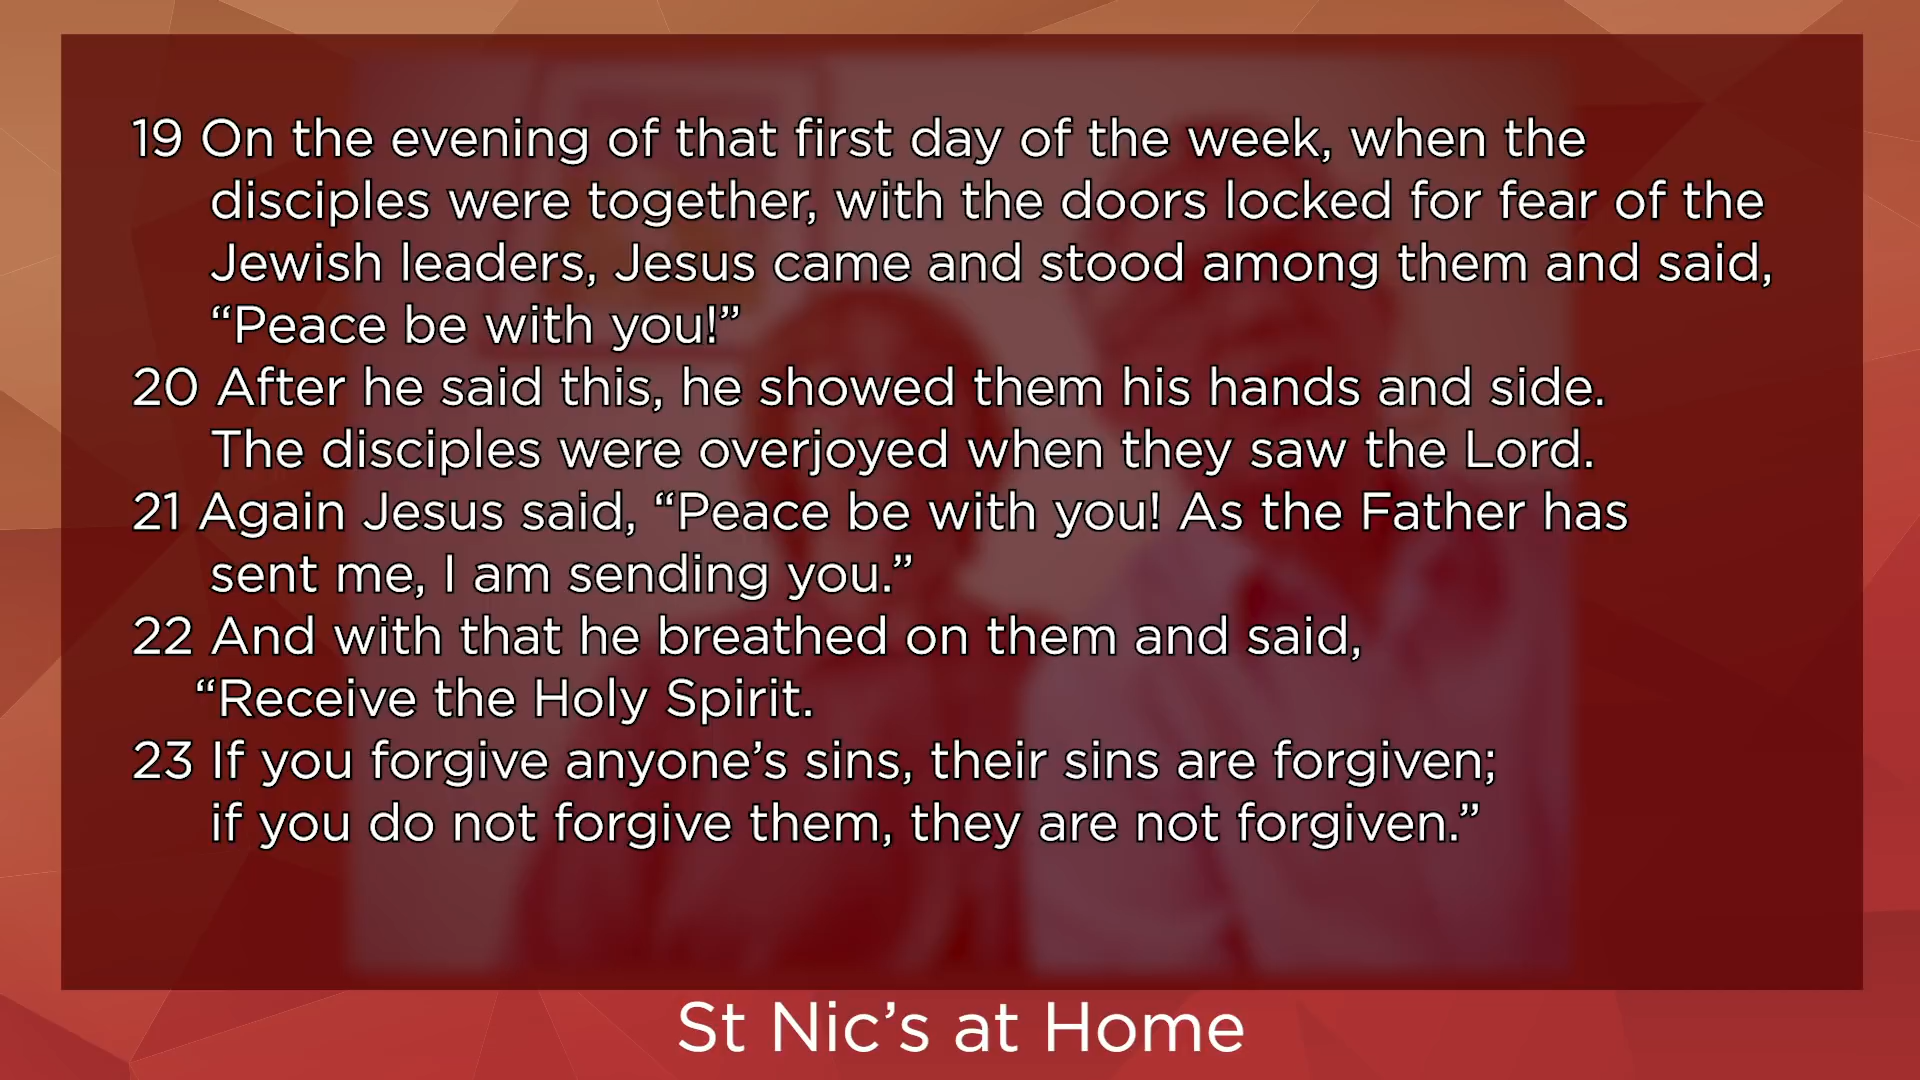 19 On the evening of that first day of the week, when the
disciples were together, with the doors locked for fear of the
Jewish leaders, Jesus came and stood among them and said,
“Peace be with you!”
20 After he said this, he showed them his hands and side.
The disciples were overjoyed when they saw the Lord.
21 Again Jesus said, “Peace be with you! As the Father has
sent me, I am sending you.”
22 And with that he breathed on them and said,
“Receive the Holy Spirit.
23 If you forgive anyone’s sins, their sins are forgiven;
if you do not forgive them, they are not forgiven.”
St Nic’s at Home